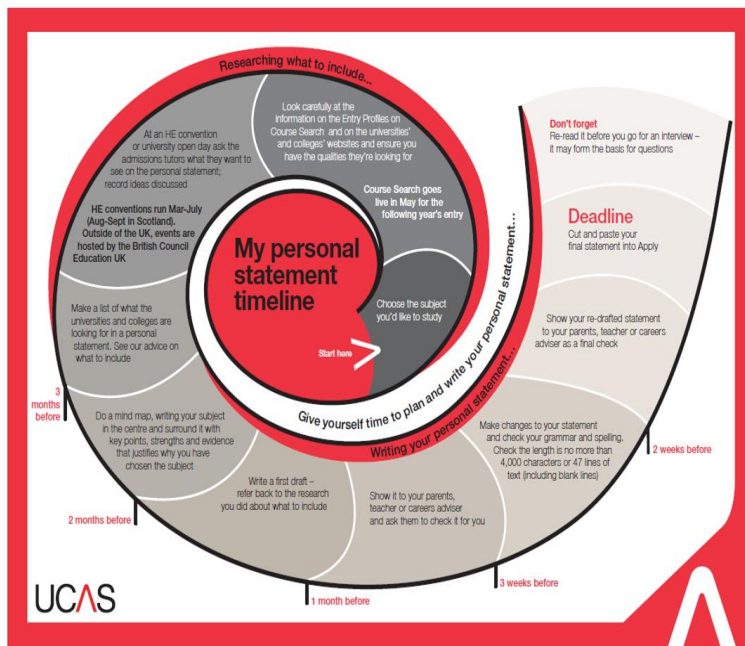 Researching what to include...
My personal
statement
timeline
Start here
Choose the subject
you'd like to study
Course Search goes
live in May for the
following year's entry
Look carefully at the
information on the Entry Profiles on
Course Search and on the universities'
and colleges' websites and ensure you
have the qualities they're looking for
At an HE convention
or university open day ask the
admissions tutors what they want to
see on the personal statement;
record ideas discussed
HE conventions run Mar-July
(Aug-Sept in Scotland).
Outside of the UK, events are
hosted by the British Council
Education UK
Make a list of what the
universities and colleges are
looking for in a personal
statement. See our advice on
what to include
3
months
before
Give yourself time to plan and write your personal statement...
Writing your personal statement...
Do a mind map, writing your subject
in the centre and surround it with
key points, strengths and evidence
that justifies why you have
chosen the subject
2 months before
Write a first draft –
refer back to the research
you did about what to include
1 month before
Show it to your parents,
teacher or careers adviser
and ask them to check it for you
3 weeks before
Make changes to your statement
and check your grammar and spelling.
Check the length is no more than
4,000 characters or 47 lines of
text (including blank lines)
2 weeks before
Show your re-drafted statement
to your parents, teacher or careers
adviser as a final check
Deadline
Cut and paste your
final statement into Apply
Don't forget
Re-read it before you go for an interview –
it may form the basis for questions
UCAS